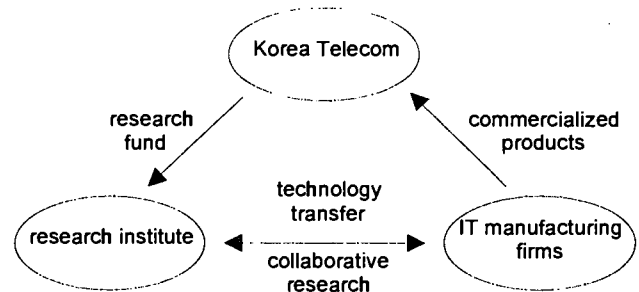 Korea Telecom
research
fund
commercialized
products
technology
transfer
research institute
IT manufacturing
firms
collaborative
research